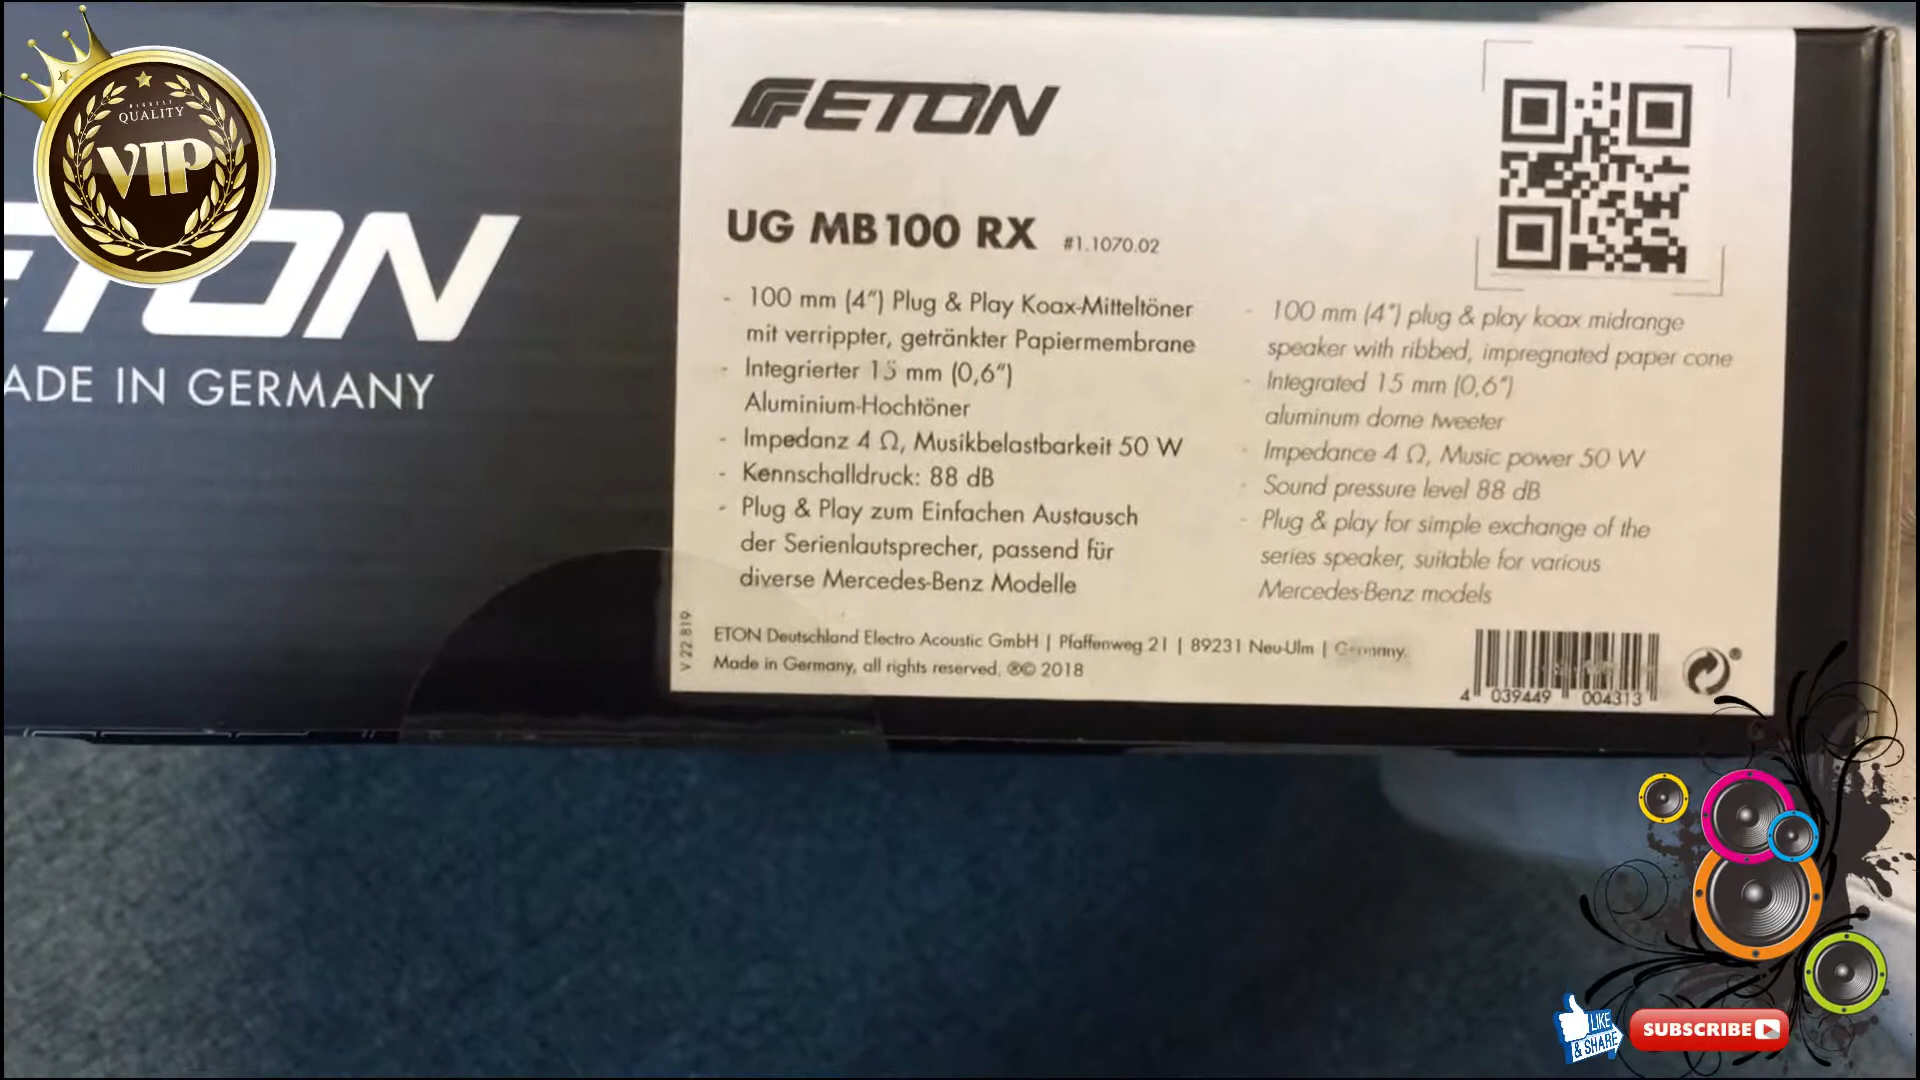 HIGHEST
QUALITY
VIP
ETON
MADE IN GERMANY
ETON
UG MB 100 RX #1.1070.02
- 100 mm (4") Plug & Play Koax-Mitteltöner
mit verrippter, getränkter Papiermembrane
- Integrierter 15 mm (0,6")
Aluminium-Hochtöner
- Impedanz 4 Ω, Musikbelastbarkeit 50 W
- Kennschalldruck: 88 dB
- Plug & Play zum Einfachen Austausch
der Serienlautsprecher, passend für
diverse Mercedes-Benz Modelle
- 100 mm (4") plug & play koax midrange
speaker with ribbed, impregnated paper cone
- Integrated 15 mm (0,6")
aluminum dome tweeter
- Impedance 4 Ω, Music power 50 W
- Sound pressure level 88 dB
- Plug & play for simple exchange of the
series speaker, suitable for various
Mercedes-Benz models
V 22 819
ETON Deutschland Electro Acoustic GmbH | Pfaffenweg 21 | 89231 Neu-Ulm | Germany
Made in Germany, all rights reserved. ®© 2018
4 039449 004313
LIKE
& SHARE
SUBSCRIBE